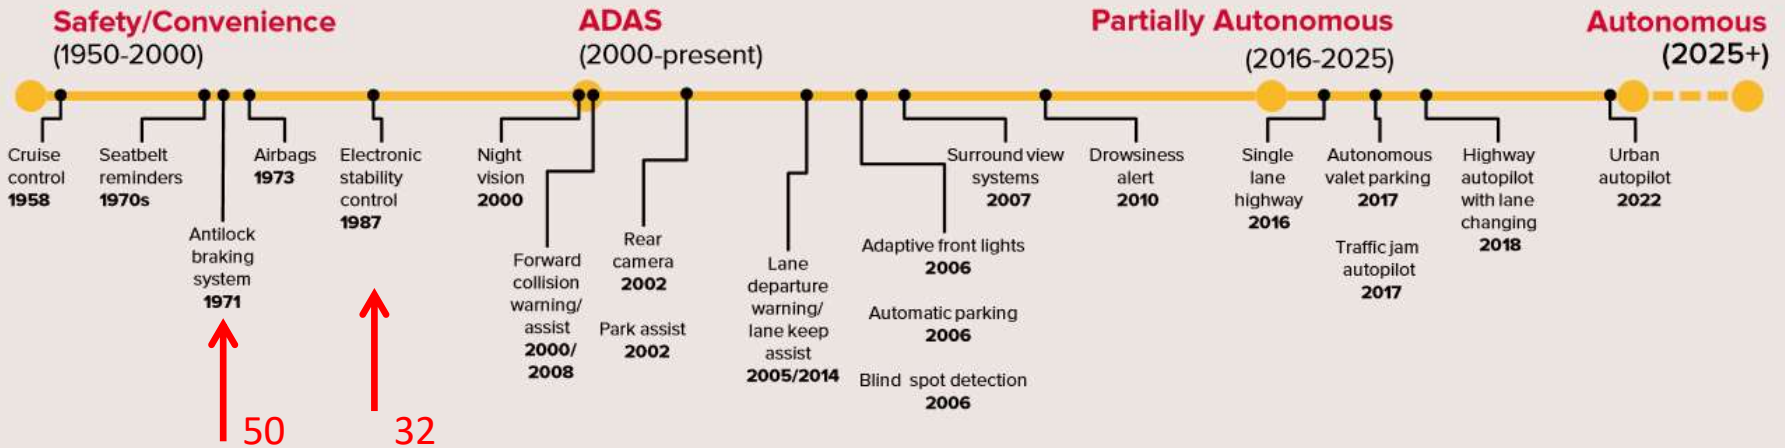 Safety/Convenience
(1950-2000)
ADAS
(2000-present)
Partially Autonomous
(2016-2025)
Autonomous
(2025+)
Cruise
control
1958
Seatbelt
reminders
1970s
Antilock
braking
system
1971
Airbags
1973
Electronic
stability
control
1987
Night
vision
2000
Forward
collision
warning/
assist
2000/
2008
Rear
camera
2002
Park assist
2002
Lane
departure
warning/
lane keep
assist
2005/2014
Adaptive front lights
2006
Automatic parking
2006
Blind spot detection
2006
Surround view
systems
2007
Drowsiness
alert
2010
Single
lane
highway
2016
Autonomous
valet parking
2017
Traffic jam
autopilot
2017
Highway
autopilot
with lane
changing
2018
Urban
autopilot
2022
50
32